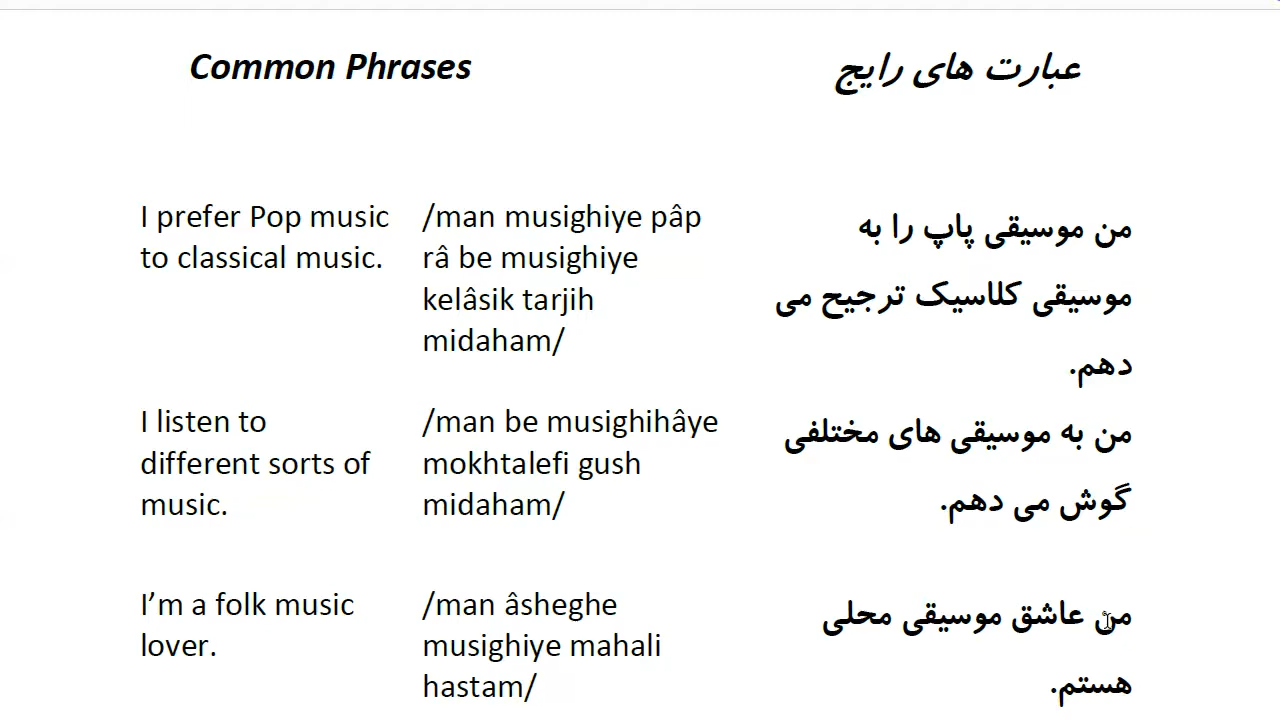 Common Phrases
عبارت های رایج
I prefer Pop music
to classical music.
/man musighiye pâp
râ be musighiye
kelâsik tarjih
midaham/
من موسیقی پاپ را به
موسیقی کلاسیک ترجیح می
دهم.
I listen to
different sorts of
music.
/man be musighihâye
mokhtalefi gush
midaham/
من به موسیقی های مختلفی
گوش می دهم.
I’m a folk music
lover.
/man âsheghe
musighiye mahali
hastam/
من عاشق موسیقی محلی
هستم.